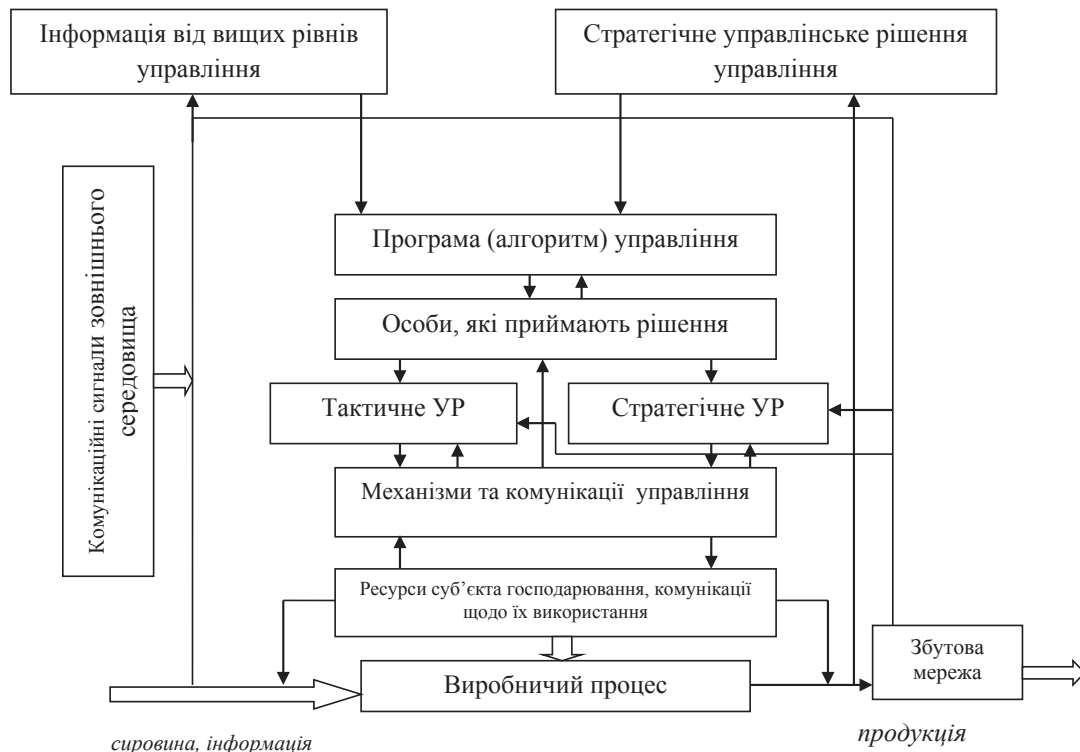 Інформація від вищих рівнів
управління
Стратегічне управлінське рішення
управління
Комунікаційні сигнали зовнішнього
середовища
Програма (алгоритм) управління
Особи, які приймають рішення
Тактичне УР
Стратегічне УР
Механізми та комунікації управління
Ресурси суб’єкта господарювання, комунікації
щодо їх використання
Виробничий процес
Збутова
мережа
сировина, інформація
продукція